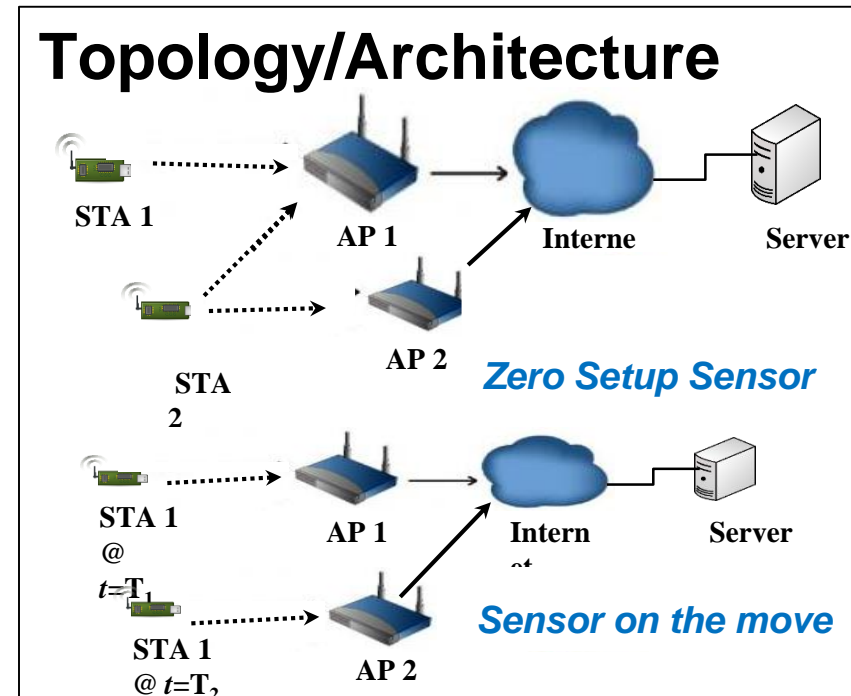 Topology/Architecture
STA 1
AP 1
Interne
Server
STA
2
AP 2
Zero Setup Sensor
STA 1
@
t=T₁
AP 1
Intern
et
Server
STA 1
@ t=T₂
AP 2
Sensor on the move